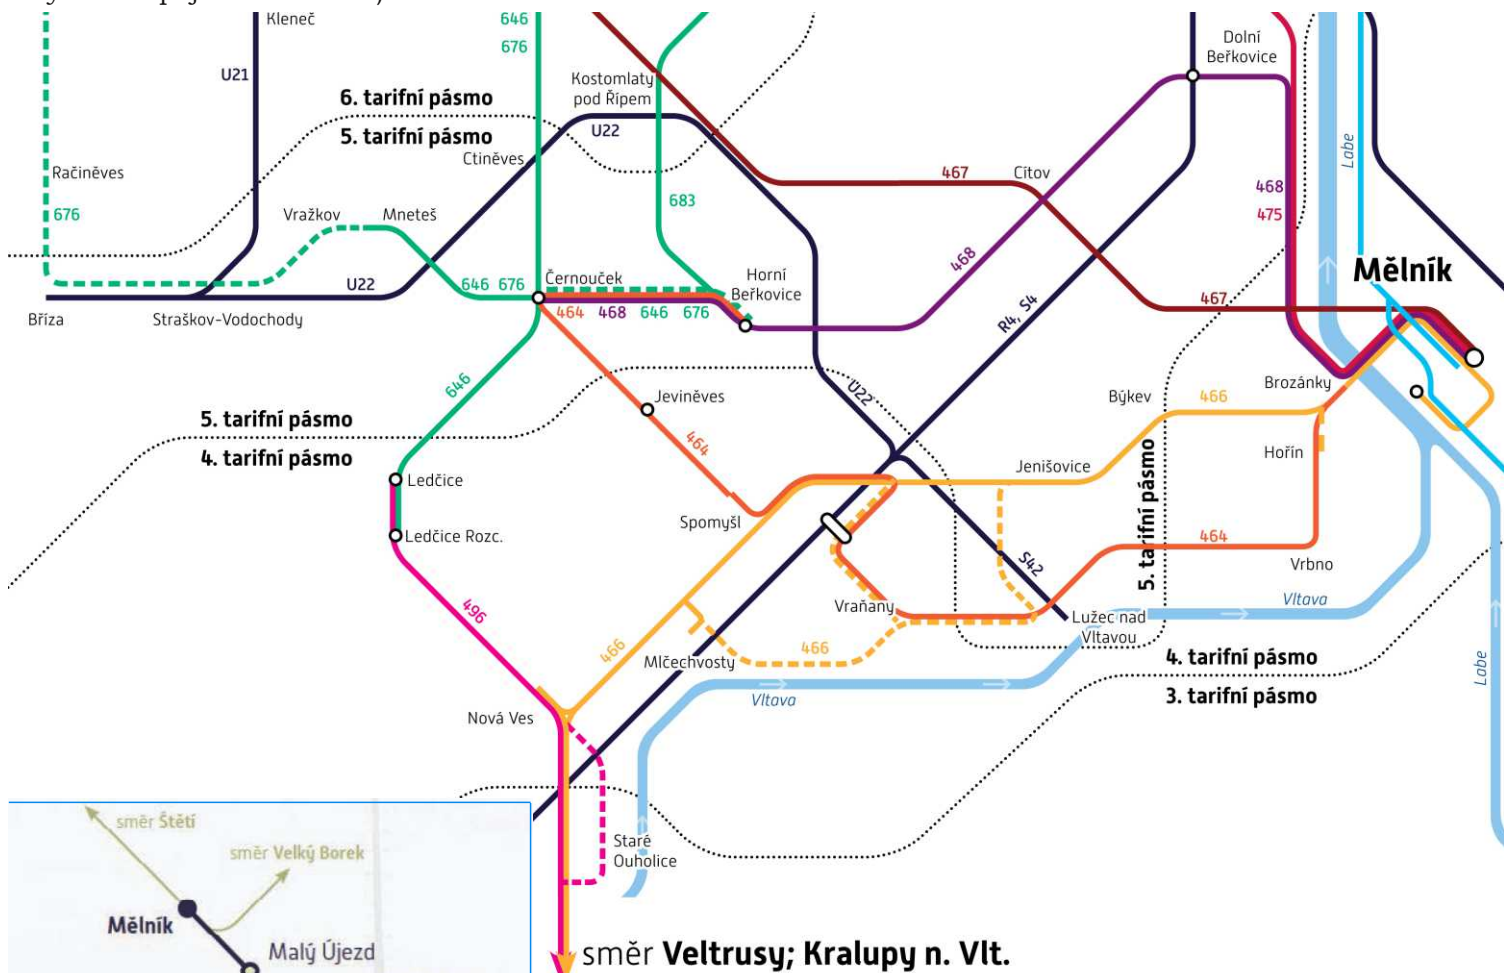 Kleneč
646
676
U21
Dolní
Beřkovice
Kostomlaty
pod Řípem
6. tarifní pásmo
5. tarifní pásmo
U22
Ctiněves
Labe
Račiněves
676
Vražkov
Mneteš
683
467
Cítov
468
475
468
Mělník
U22
646 676
Černouček
Horní
Beřkovice
464 468 646 676
R4, S4
467
Bříza
Straškov-Vodochody
646
Jeviněves
U22
Brozánky
Býkev
466
5. tarifní pásmo
4. tarifní pásmo
464
Hořín
Jenišovice
5. tarifní pásmo
Ledčice
Spomyšl
Ledčice Rozc.
464
S42
Vrbno
496
Vraňany
Vltava
Lužec nad
Vltavou
466
466
Mlčechvosty
4. tarifní pásmo
3. tarifní pásmo
Labe
Vltava
Nová Ves
směr Štětí
směr Velký Borek
Staré
Ouholice
Mělník
Malý Újezd
směr Veltrusy; Kralupy n. Vlt.